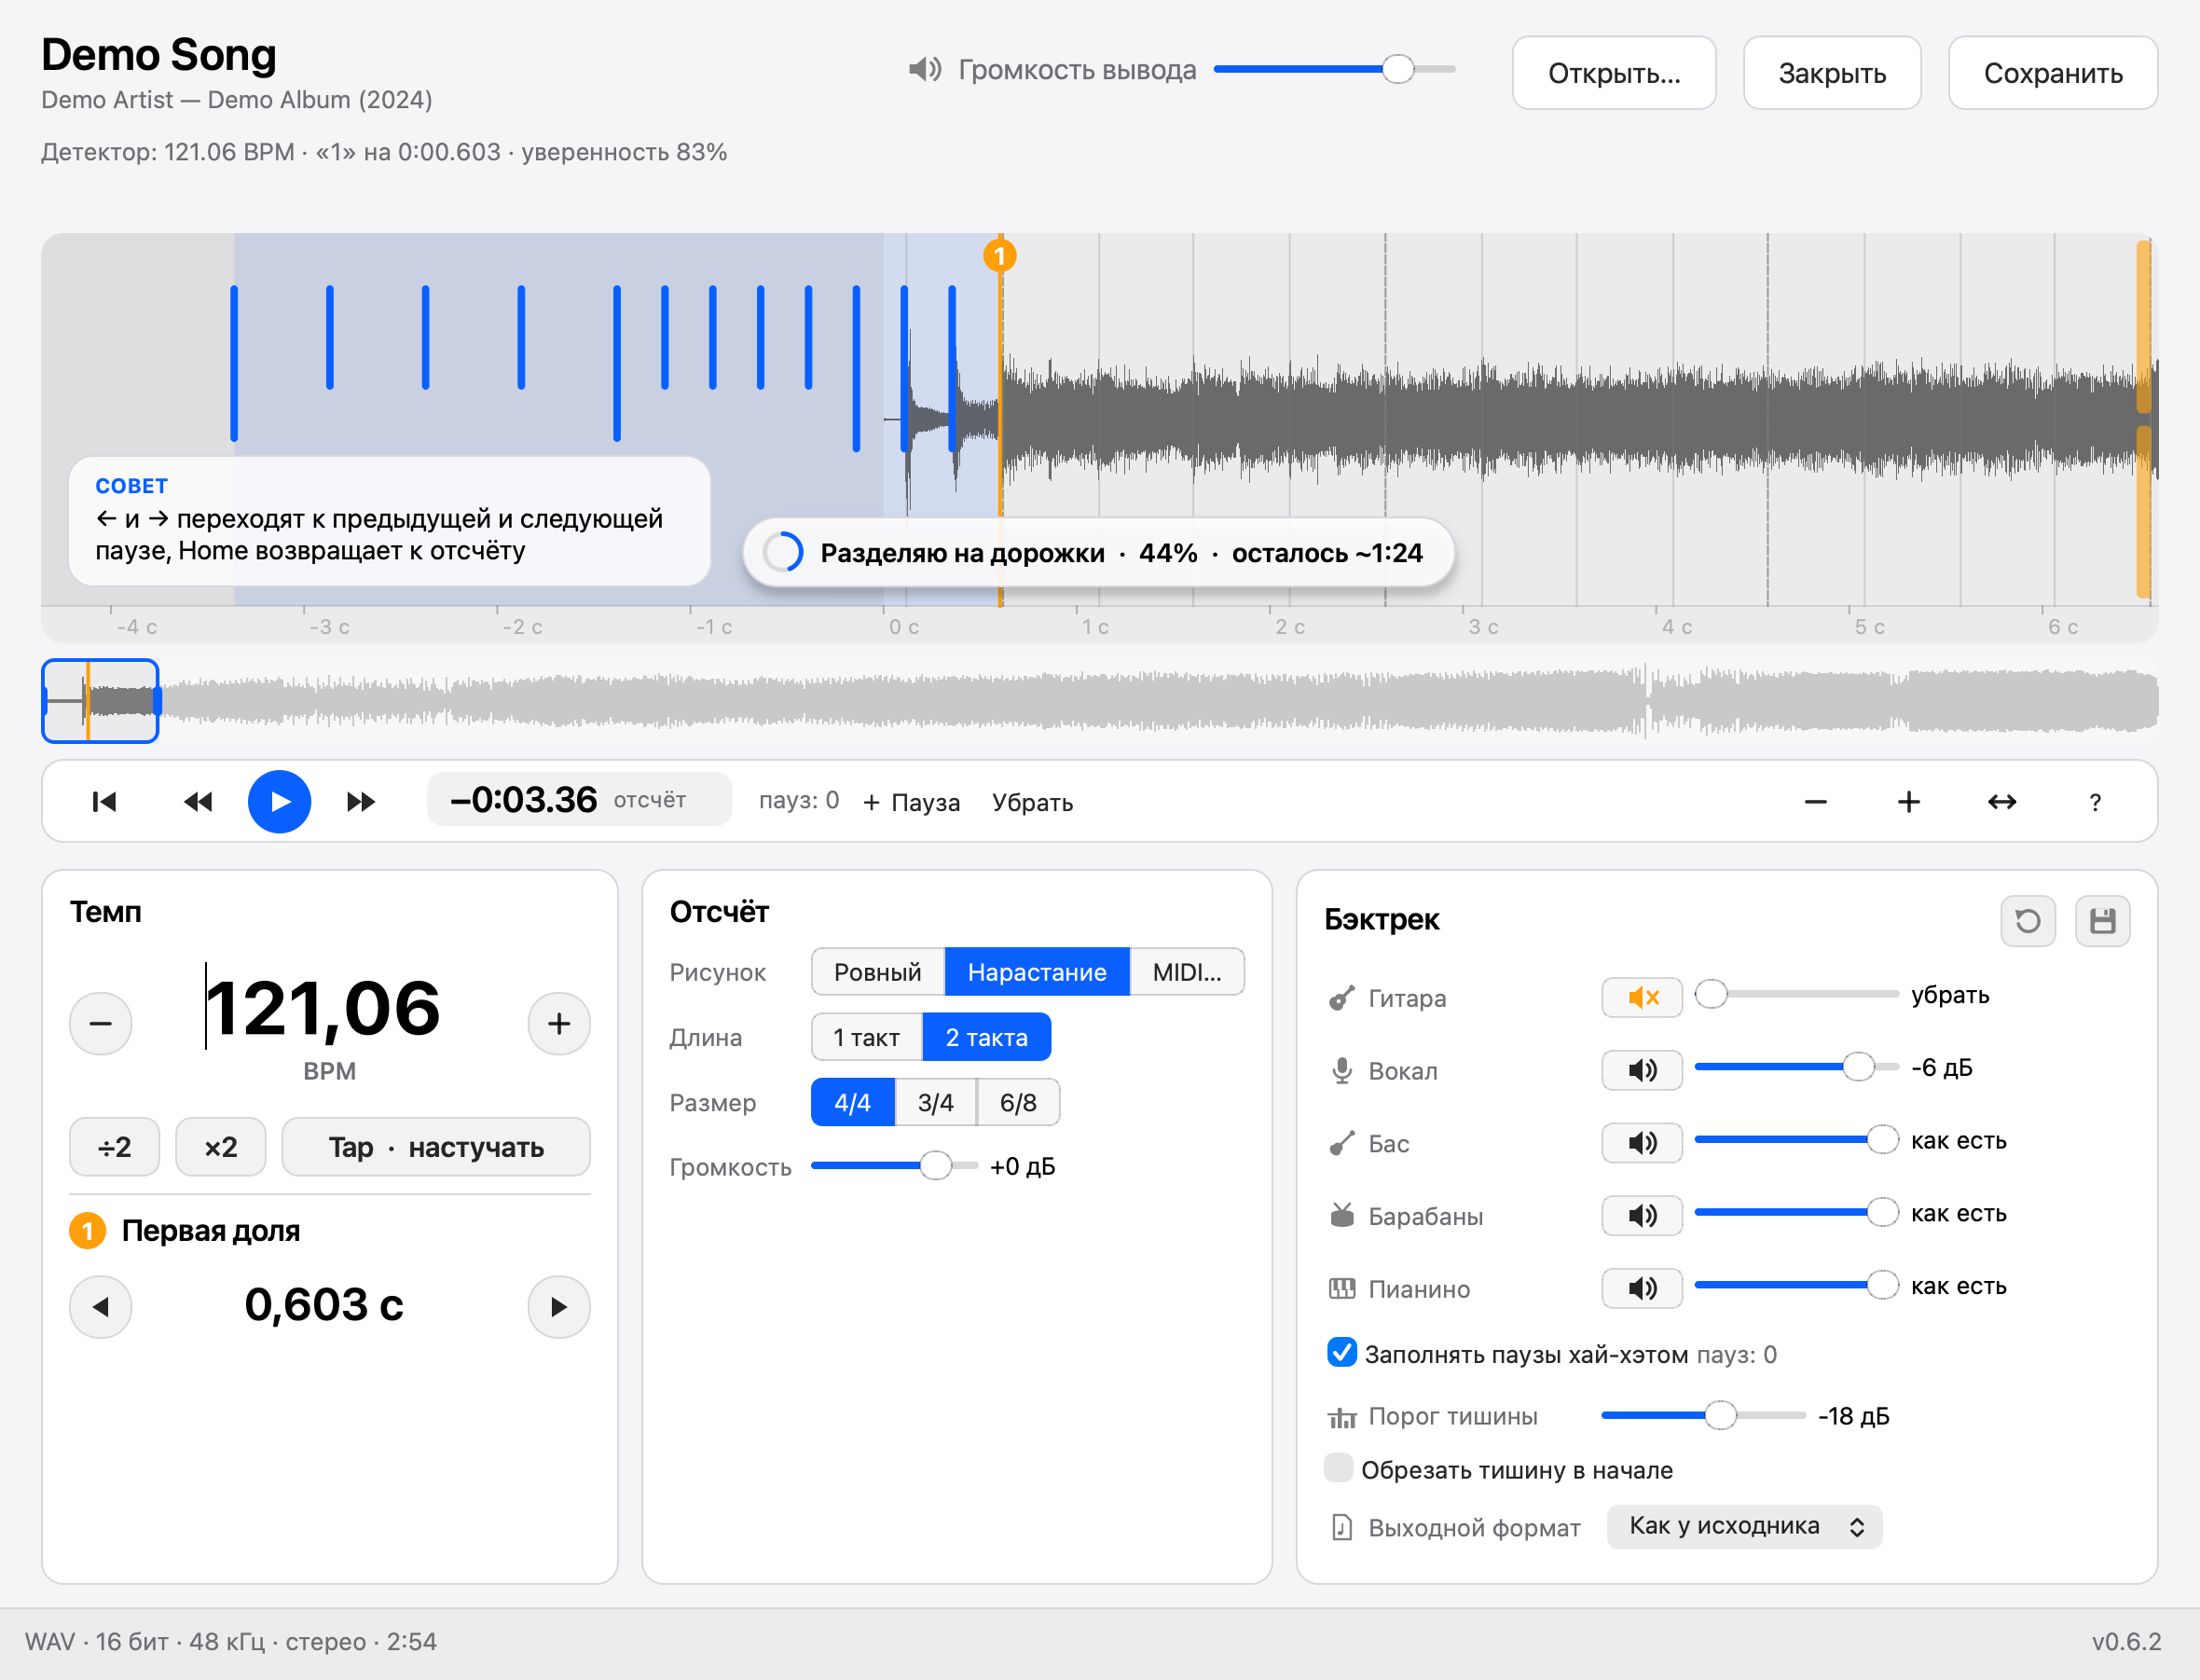 Demo Song
Demo Artist — Demo Album (2024)
Громкость вывода
Открыть...
Закрыть
Сохранить
Детектор: 121.06 BPM · «1» на 0:00.603 · уверенность 83%
1
СОВЕТ
← и → переходят к предыдущей и следующей
паузе, Home возвращает к отсчёту
Разделяю на дорожки · 44% · осталось ~1:24
-4 с
-3 с
-2 с
-1 с
0 с
1 с
2 с
3 с
4 с
5 с
6 с
−0:03.36 отсчёт
пауз: 0
+ Пауза
Убрать
?
Темп
121,06
BPM
÷2
×2
Tap · настучать
1 Первая доля
0,603 с
Отсчёт
Рисунок
Ровный
Нарастание
MIDI...
Длина
1 такт
2 такта
Размер
4/4
3/4
6/8
Громкость
+0 дБ
Бэктрек
Гитара
убрать
Вокал
-6 дБ
Бас
как есть
Барабаны
как есть
Пианино
как есть
Заполнять паузы хай-хэтом пауз: 0
Порог тишины
-18 дБ
Обрезать тишину в начале
Выходной формат
Как у исходника
WAV · 16 бит · 48 кГц · стерео · 2:54
v0.6.2